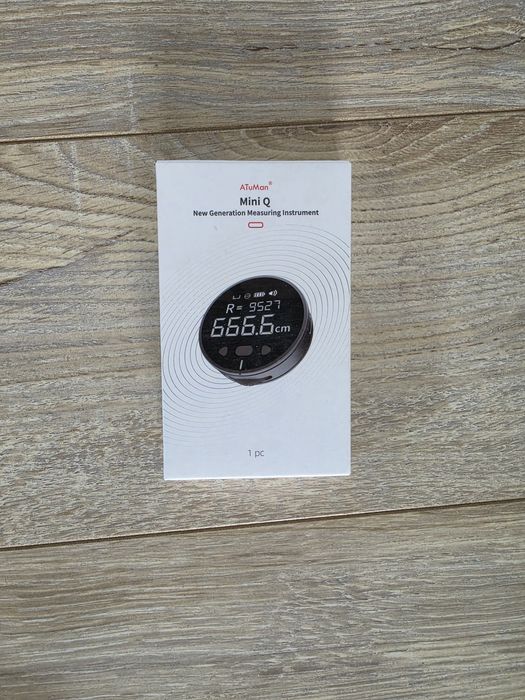 ATuMan®
Mini Q
New Generation Measuring Instrument
R = 9527
666.6cm
1 pc